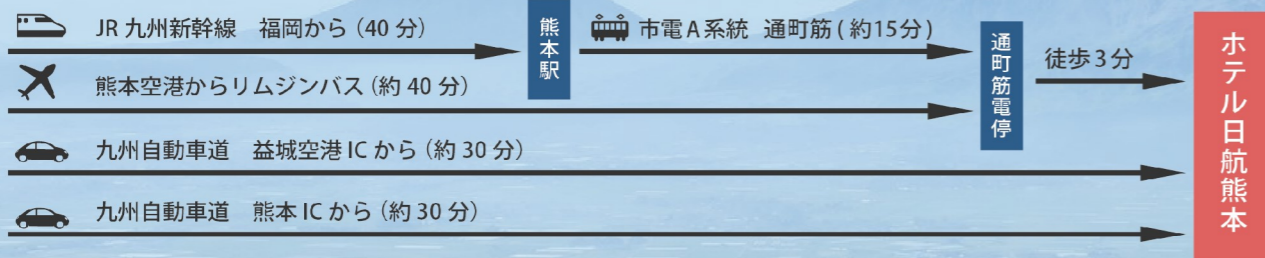 JR 九州新幹線　福岡から（40 分）
熊本駅
市電A系統　通町筋 ( 約15分 )
通町筋電停
徒歩3分
ホテル日航熊本
熊本空港からリムジンバス（約 40 分）
九州自動車道　益城空港 IC から（約 30 分）
九州自動車道　熊本 IC から（約 30 分）